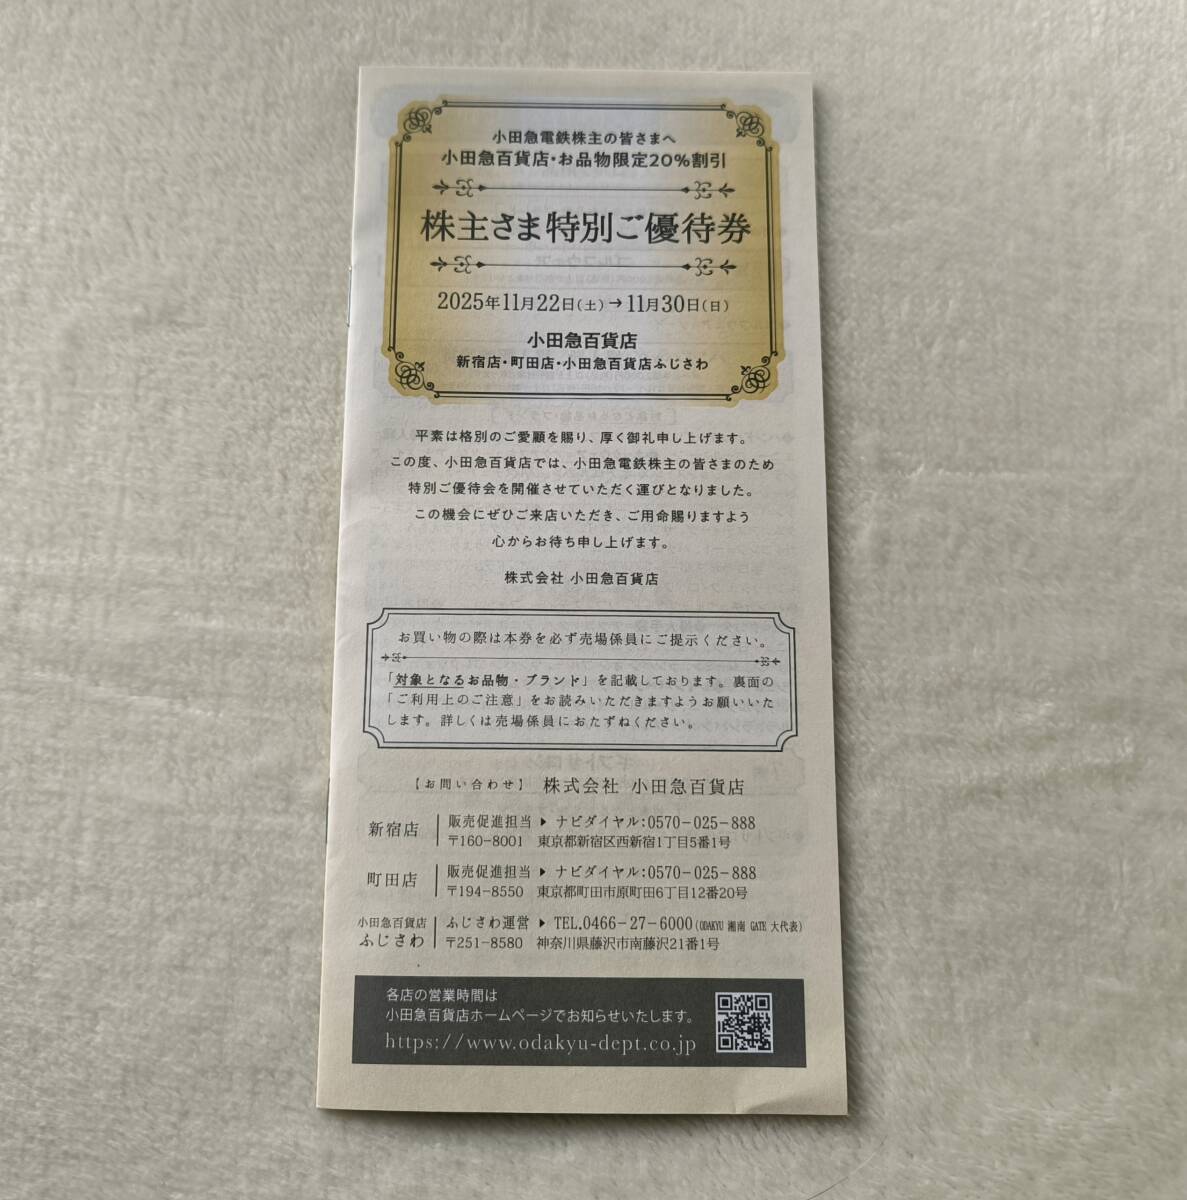 小田急電鉄株主の皆さまへ
小田急百貨店・お品物限定20%割引
株主さま特別ご優待券
2025年11月22日(土)→11月30日(日)
小田急百貨店
新宿店・町田店・小田急百貨店ふじさわ
平素は格別のご愛顧を賜り、厚く御礼申し上げます。
この度、小田急百貨店では、小田急電鉄株主の皆さまのため
特別ご優待会を開催させていただく運びとなりました。
この機会にぜひご来店いただき、ご用命賜りますよう
心からお待ち申し上げます。
株式会社 小田急百貨店
お買い物の際は本券を必ず売場係員にご提示ください。
「対象となるお品物・ブランド」を記載しております。裏面の
「ご利用上のご注意」をお読みいただきますようお願いいた
します。詳しくは売場係員におたずねください。
【お問い合わせ】 株式会社 小田急百貨店
新宿店
販売促進担当 ▶ ナビダイヤル:0570-025-888
〒160-8001 東京都新宿区西新宿1丁目5番1号
町田店
販売促進担当 ▶ ナビダイヤル:0570-025-888
〒194-8550 東京都町田市原町田6丁目12番20号
小田急百貨店
ふじさわ
ふじさわ運営 ▶ TEL.0466-27-6000(ODAKYU 湘南 GATE 大代表)
〒251-8580 神奈川県藤沢市南藤沢21番1号
各店の営業時間は
小田急百貨店ホームページでお知らせいたします。
https://www.odakyu-dept.co.jp